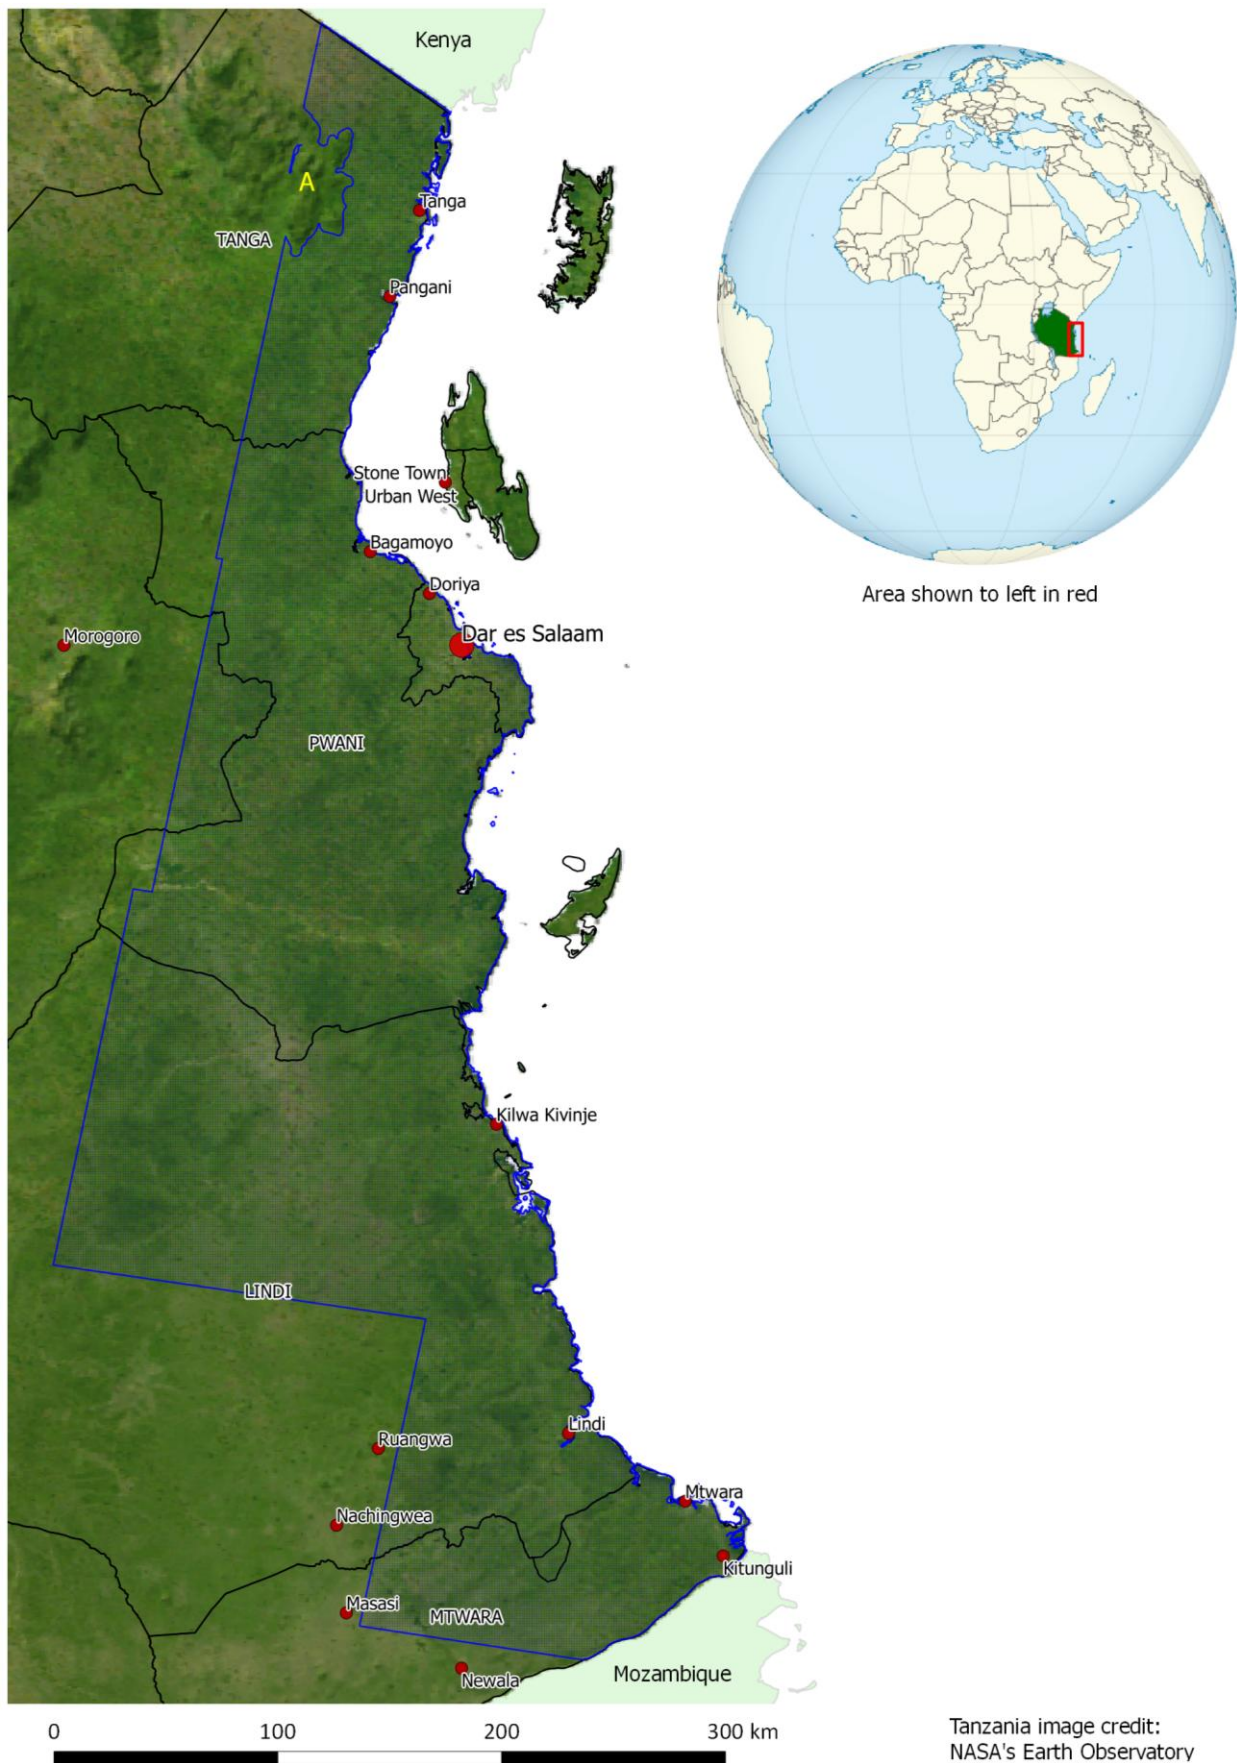 Kenya
A
Tanga
TANGA
Pangani
Stone Town
Urban West
Bagamoyo
Doriya
Area shown to left in red
Morogoro
Dar es Salaam
PWANI
Kilwa Kivinje
LINDI
Lindi
Ruangwa
Mtwara
Nachingwea
Kitunguli
Masasi
MTWARA
Newala
Mozambique
0 100 200 300 km
Tanzania image credit:
NASA's Earth Observatory